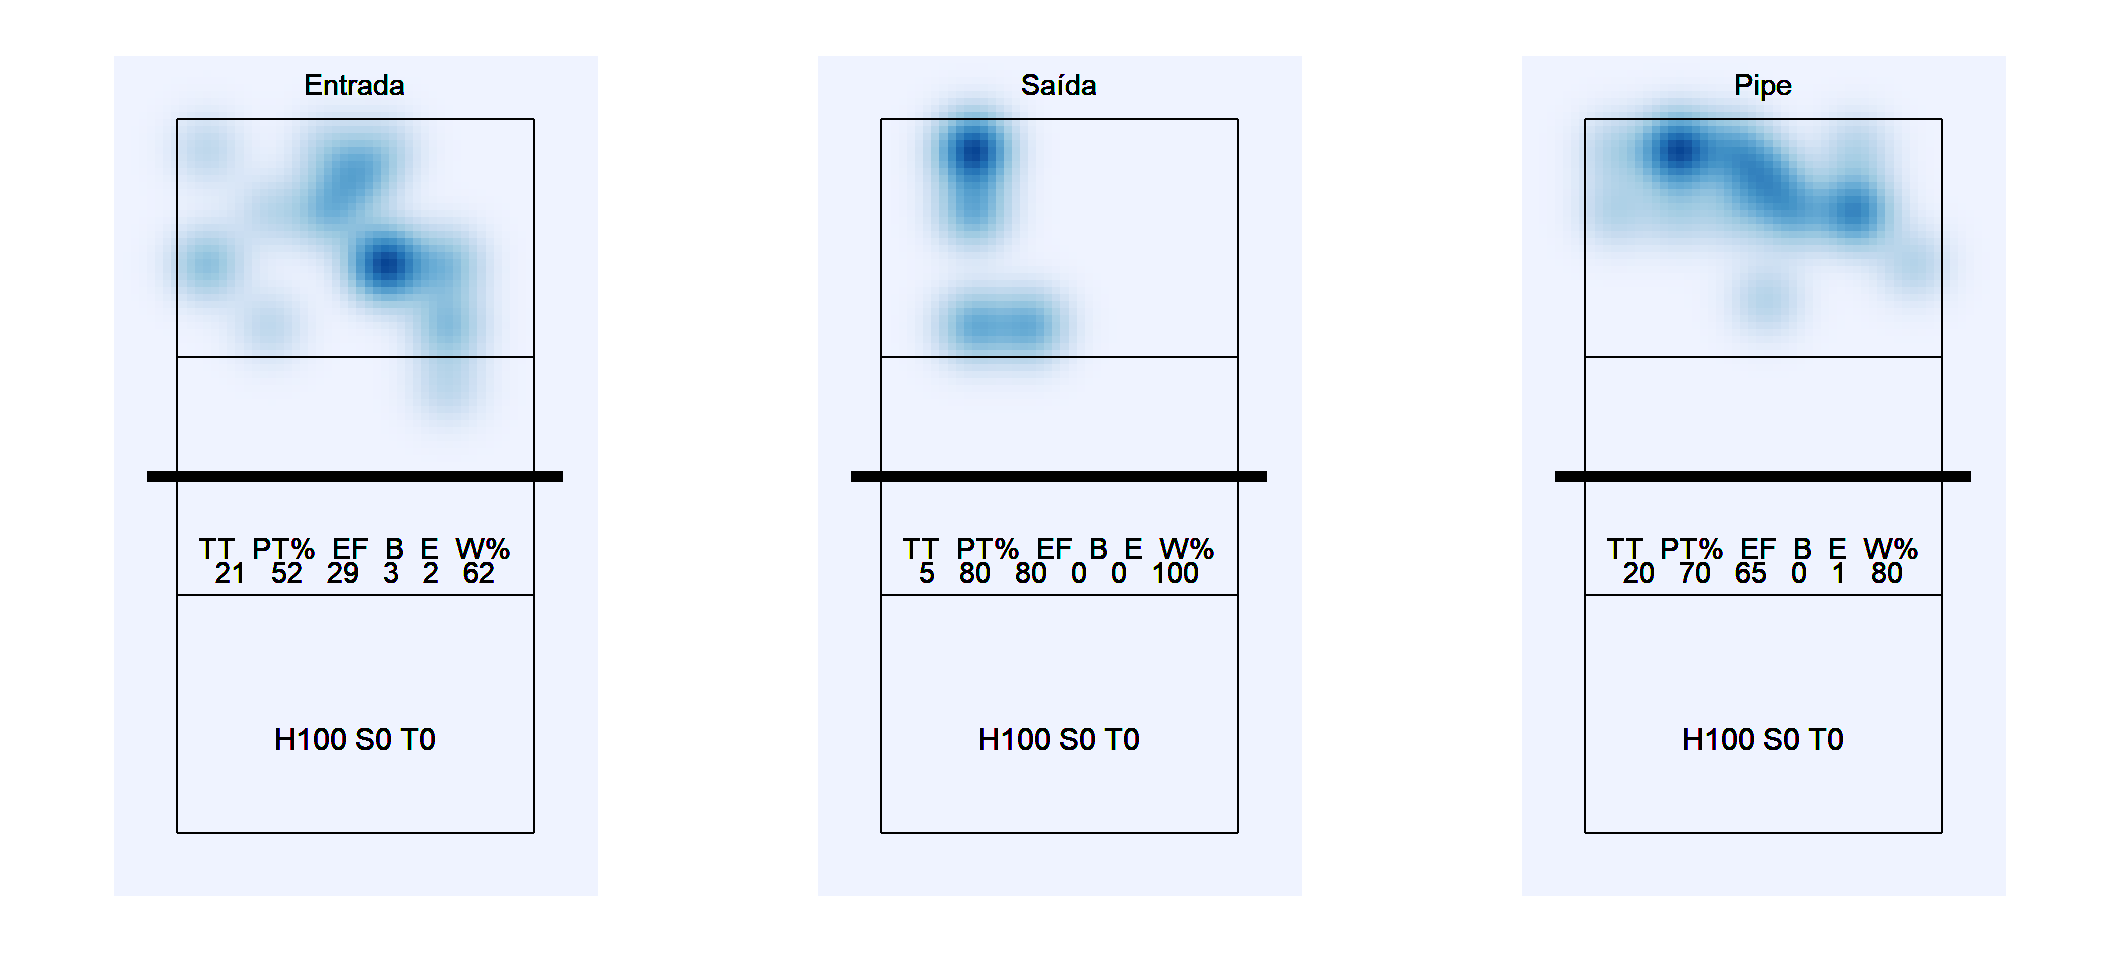 Entrada
TT PT% EF B E W%
21 52 29 3 2 62
H100 S0 T0
Saída
TT PT% EF B E W%
5 80 80 0 0 100
H100 S0 T0
Pipe
TT PT% EF B E W%
20 70 65 0 1 80
H100 S0 T0